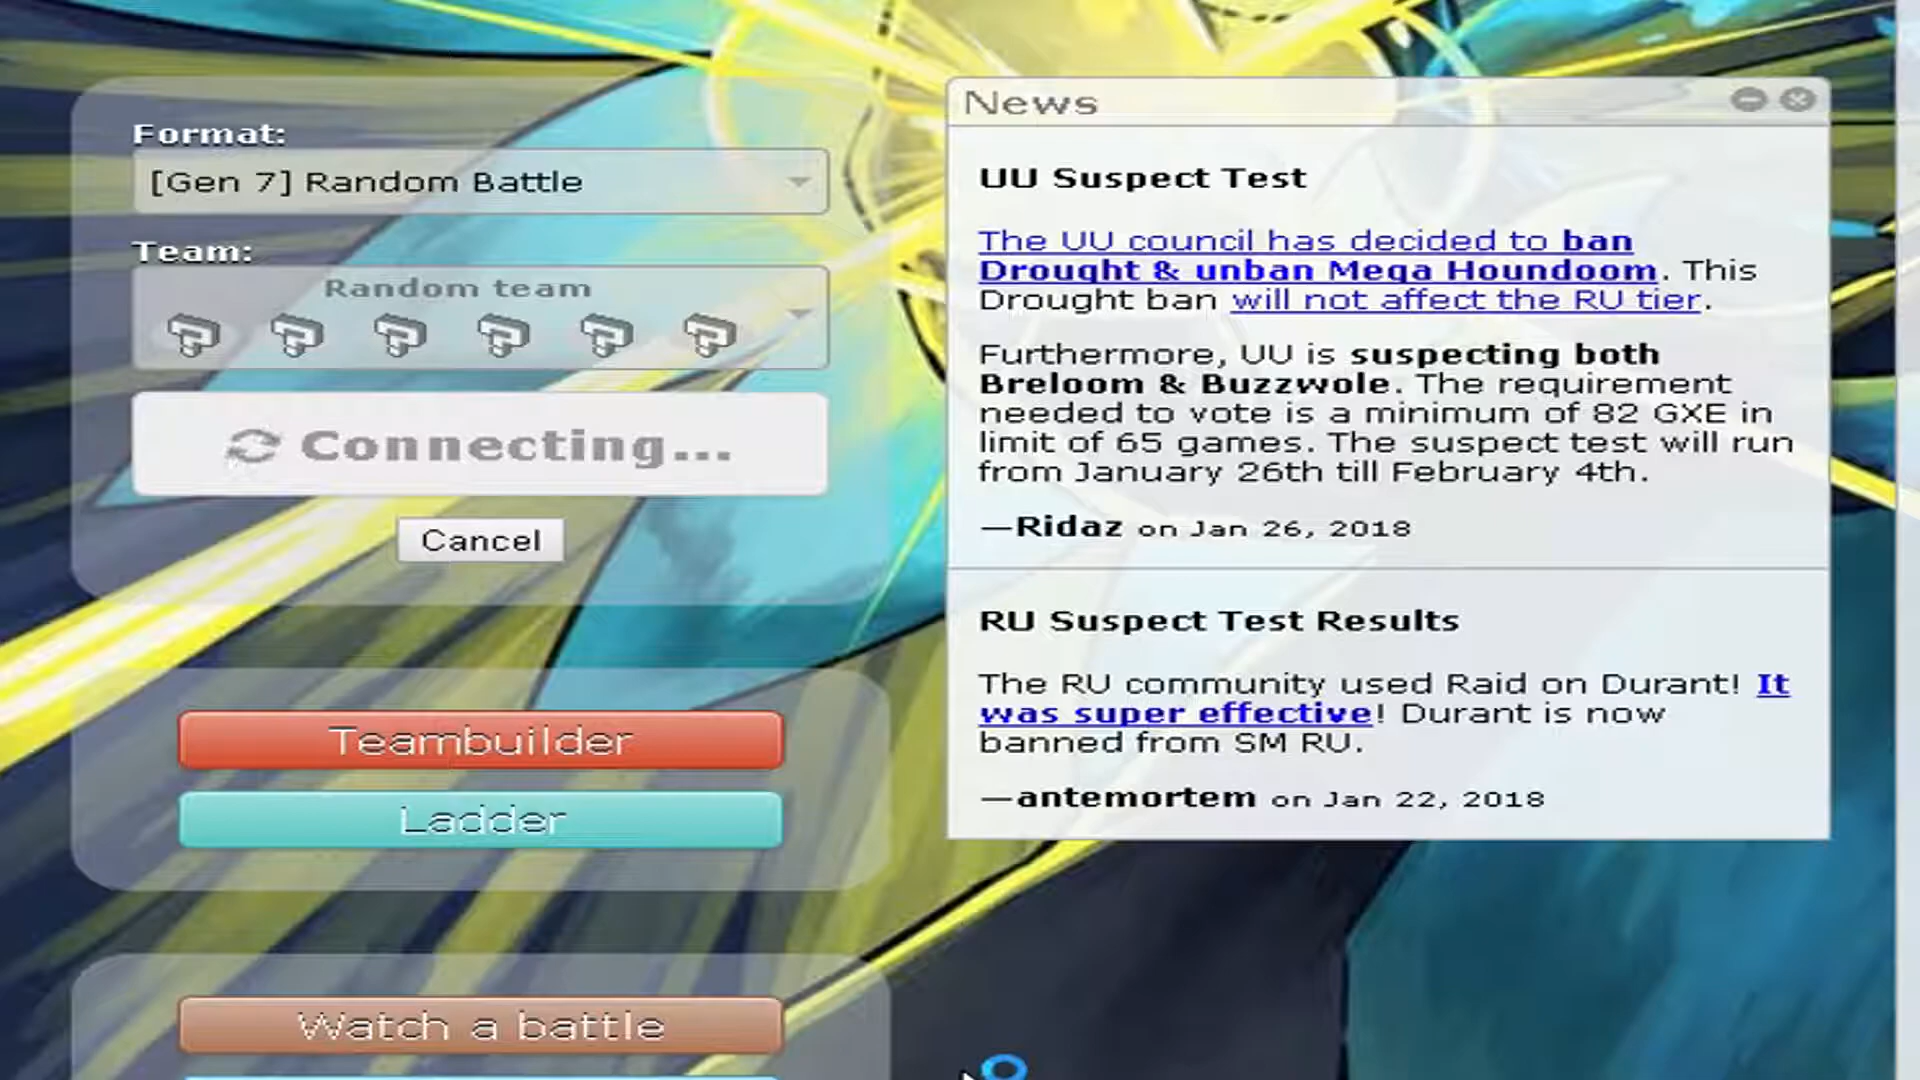 Format:
[Gen 7] Random Battle
Team:
Random team
Connecting...
Cancel
Teambuilder
Ladder
Watch a battle
News
UU Suspect Test
The UU council has decided to ban
Drought & unban Mega Houndoom. This
Drought ban will not affect the RU tier.
Furthermore, UU is suspecting both
Breloom & Buzzwole. The requirement
needed to vote is a minimum of 82 GXE in
limit of 65 games. The suspect test will run
from January 26th till February 4th.
—Ridaz on Jan 26, 2018
RU Suspect Test Results
The RU community used Raid on Durant! It
was super effective! Durant is now
banned from SM RU.
—antemortem on Jan 22, 2018